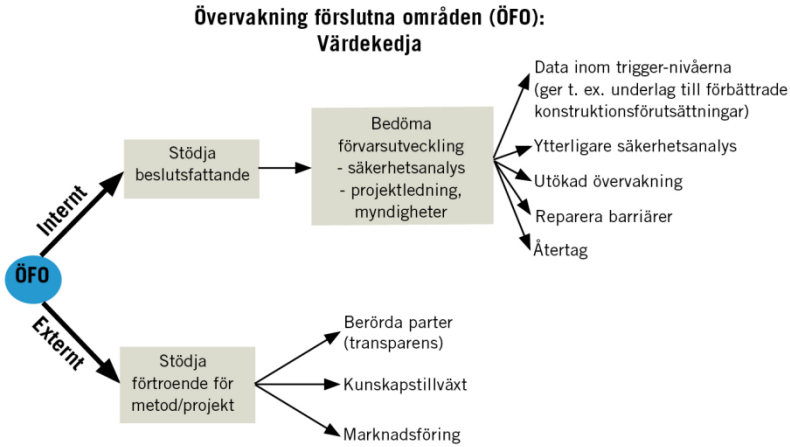 Övervakning förslutna områden (ÖFO):
Värdekedja
Data inom trigger-nivåerna
(ger t. ex. underlag till förbättrade
konstruktionsförutsättningar)
Ytterligare säkerhetsanalys
Utökad övervakning
Reparera barriärer
Återtag
Bedöma
förvarsutveckling
- säkerhetsanalys
- projektledning,
myndigheter
Stödja
beslutsfattande
Internt
ÖFO
Externt
Stödja
förtroende för
metod/projekt
Berörda parter
(transparens)
Kunskapstillväxt
Marknadsföring